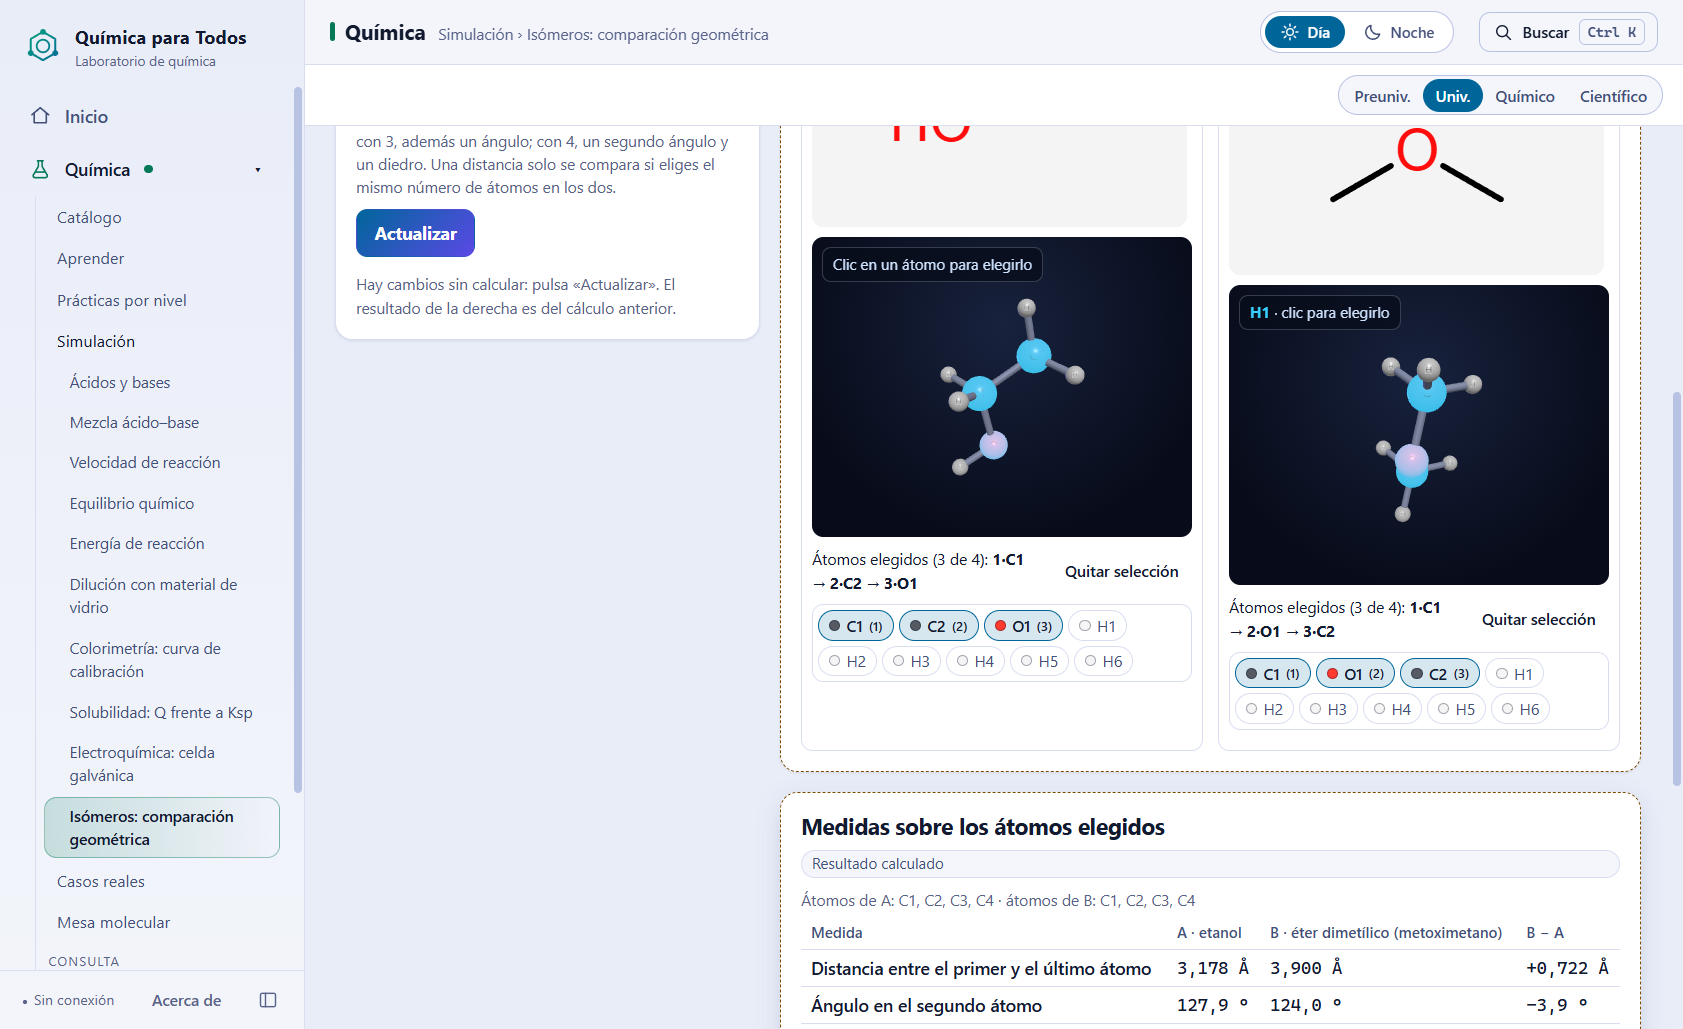 Química para Todos
Laboratorio de química
Inicio
Química
Catálogo
Aprender
Prácticas por nivel
Simulación
Ácidos y bases
Mezcla ácido–base
Velocidad de reacción
Equilibrio químico
Energía de reacción
Dilución con material de
vidrio
Colorimetría: curva de
calibración
Solubilidad: Q frente a Ksp
Electroquímica: celda
galvánica
Isómeros: comparación
geométrica
Casos reales
Mesa molecular
CONSULTA
Sin conexión
Acerca de
Química
Simulación › Isómeros: comparación geométrica
Día
Noche
Buscar
Ctrl K
Preuniv.
Univ.
Químico
Científico
con 3, además un ángulo; con 4, un segundo ángulo y
un diedro. Una distancia solo se compara si eliges el
mismo número de átomos en los dos.
Actualizar
Hay cambios sin calcular: pulsa «Actualizar». El
resultado de la derecha es del cálculo anterior.
HO
Clic en un átomo para elegirlo
Átomos elegidos (3 de 4): 1·C1
→ 2·C2 → 3·O1
Quitar selección
C1 (1)
C2 (2)
O1 (3)
H1
H2
H3
H4
H5
H6
O
H1 · clic para elegirlo
Átomos elegidos (3 de 4): 1·C1
→ 2·O1 → 3·C2
Quitar selección
C1 (1)
O1 (2)
C2 (3)
H1
H2
H3
H4
H5
H6
Medidas sobre los átomos elegidos
Resultado calculado
Átomos de A: C1, C2, C3, C4 · átomos de B: C1, C2, C3, C4
Medida A · etanol B · éter dimetílico (metoximetano) B − A
Distancia entre el primer y el último átomo 3,178 Å 3,900 Å +0,722 Å
Ángulo en el segundo átomo 127,9 ° 124,0 ° −3,9 °